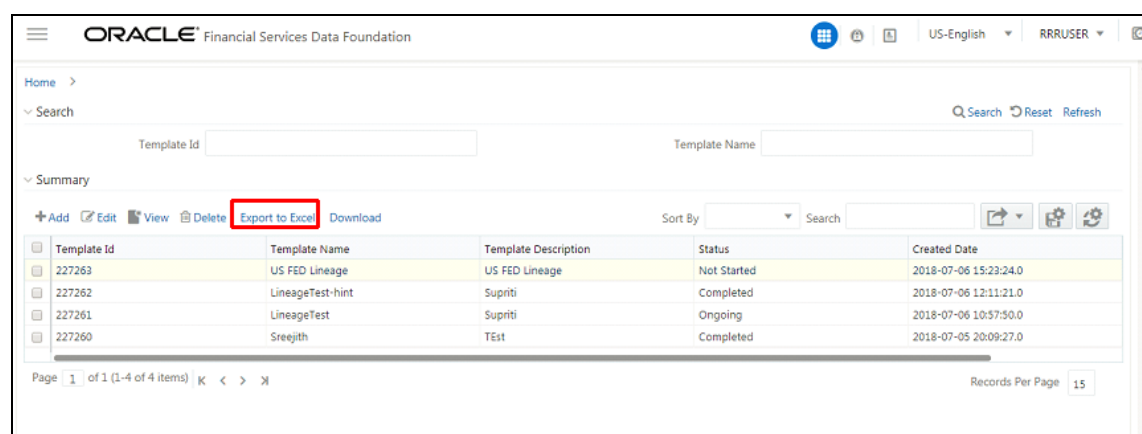 ORACLE® Financial Services Data Foundation US-English RRRUSER
Home >
Search Search Reset Refresh
Template Id Template Name
Summary
+Add Edit View Delete Export to Excel Download Sort By Search
Template Id Template Name Template Description Status Created Date
227263 US FED Lineage US FED Lineage Not Started 2018-07-06 15:23:24.0
227262 LineageTest-hint Supriti Completed 2018-07-06 12:11:21.0
227261 LineageTest Supriti Ongoing 2018-07-06 10:57:50.0
227260 Sreejith TEst Completed 2018-07-05 20:09:27.0
Page 1 of 1 (1-4 of 4 items) K < > Records Per Page 15